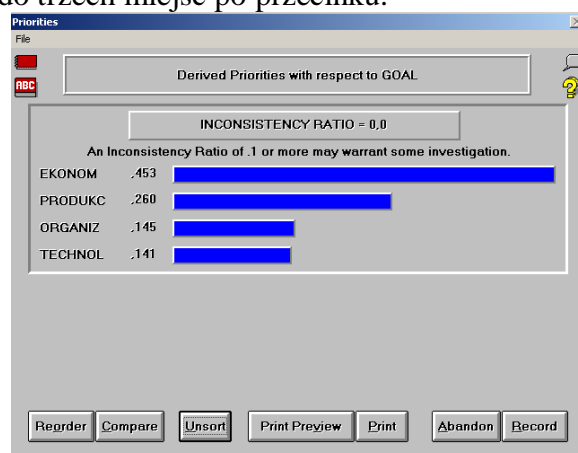 do trzech miejsc po przecinku.
Priorities
File
ABC
Derived Priorities with respect to GOAL
?
INCONSISTENCY RATIO = 0,0
An Inconsistency Ratio of .1 or more may warrant some investigation.
EKONOM ,453
PRODUKC ,260
ORGANIZ ,145
TECHNOL ,141
Reorder Compare Unsort Print Preview Print Abandon Record